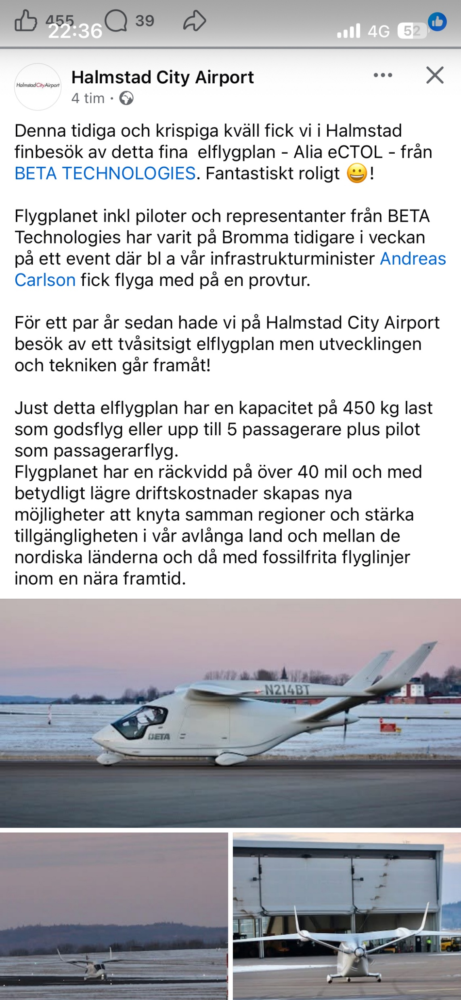 455
39
22:36
4G
52
HalmstadCityAirport
Halmstad City Airport
4 tim ·
Denna tidiga och krispiga kväll fick vi i Halmstad
finbesök av detta fina  elflygplan - Alia eCTOL - från
BETA TECHNOLOGIES. Fantastiskt roligt 😀!
Flygplanet inkl piloter och representanter från BETA
Technologies har varit på Bromma tidigare i veckan
på ett event där bl a vår infrastrukturminister Andreas
Carlson fick flyga med på en provtur.
För ett par år sedan hade vi på Halmstad City Airport
besök av ett tvåsitsigt elflygplan men utvecklingen
och tekniken går framåt!
Just detta elflygplan har en kapacitet på 450 kg last
som godsflyg eller upp till 5 passagerare plus pilot
som passagerarflyg.
Flygplanet har en räckvidd på över 40 mil och med
betydligt lägre driftskostnader skapas nya
möjligheter att knyta samman regioner och stärka
tillgängligheten i vår avlånga land och mellan de
nordiska länderna och då med fossilfrita flyglinjer
inom en nära framtid.
N214BT
BETA